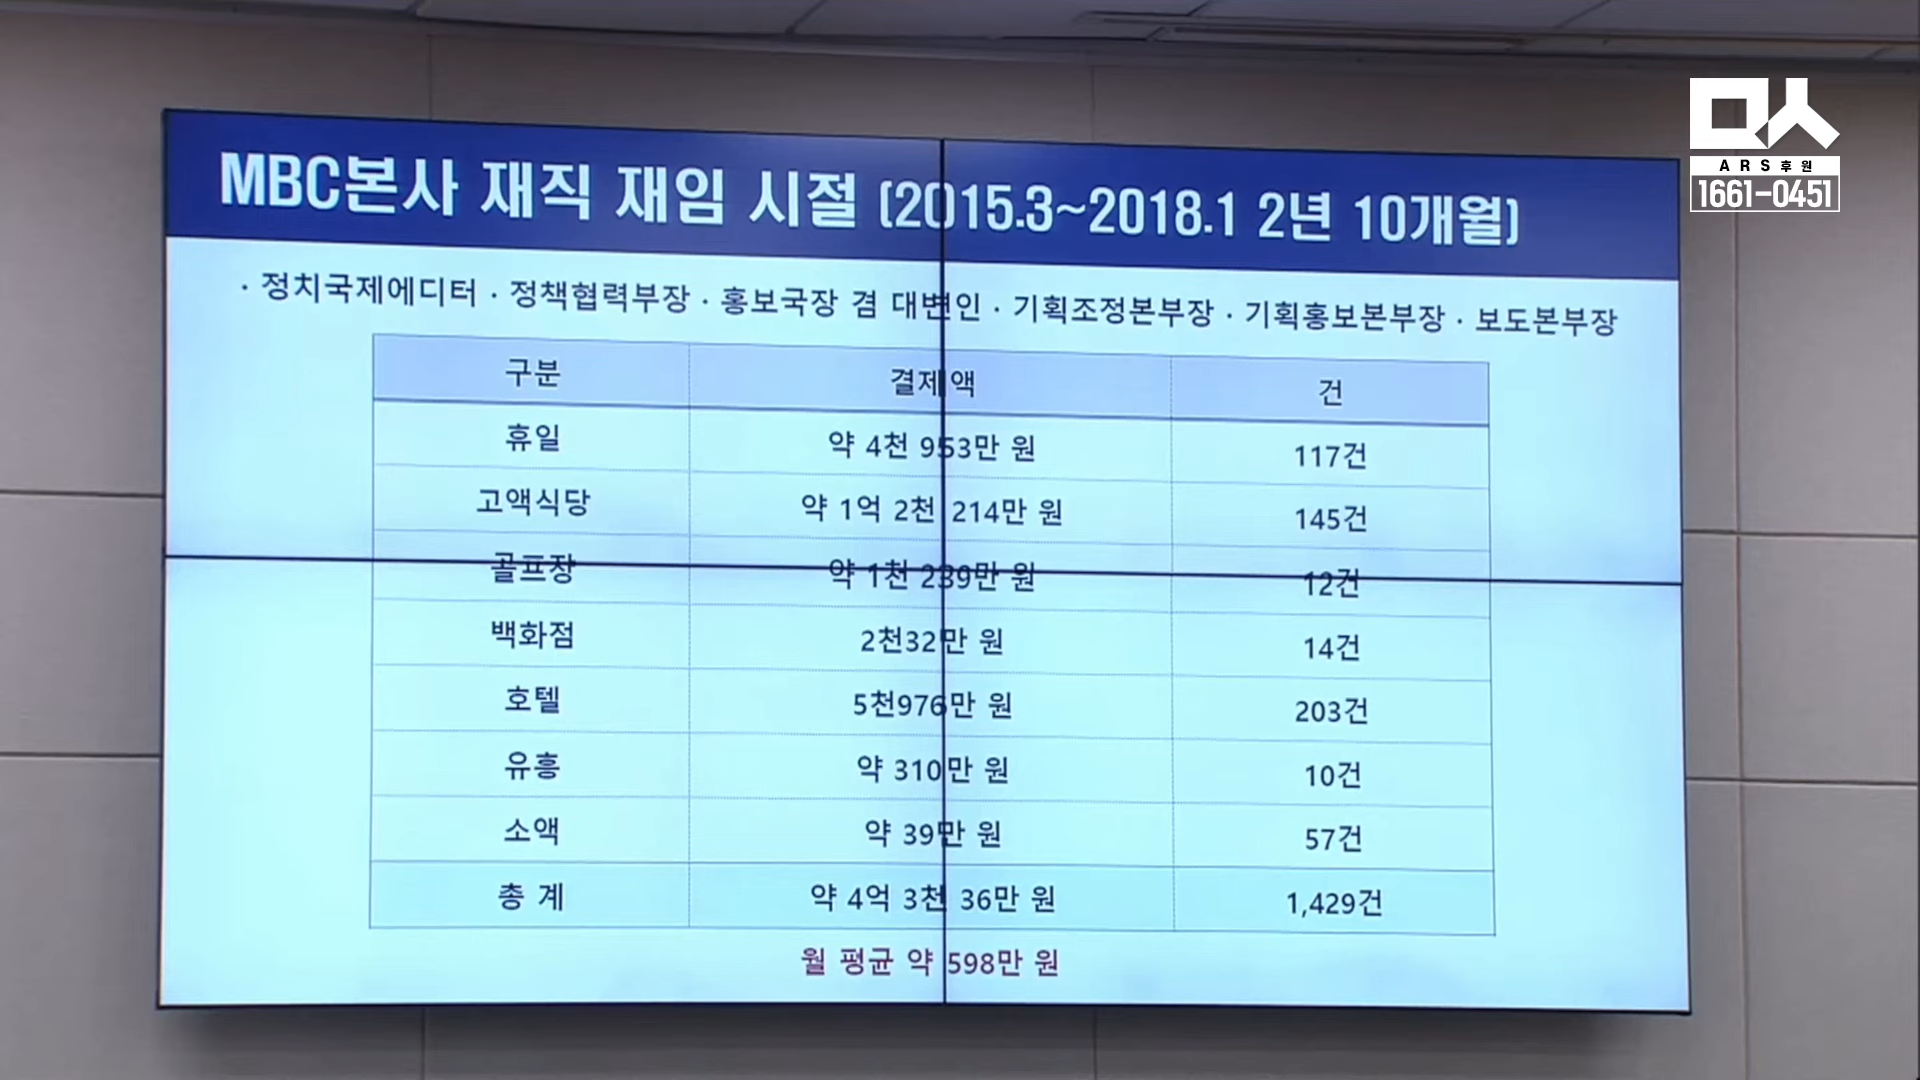 ㅁ시
ARS후원
1661-0451
MBC본사 재직 재임 시절 (2015.3~2018.1 2년 10개월)
· 정치국제에디터 · 정책협력부장 · 홍보국장 겸 대변인 · 기획조정본부장 · 기획홍보본부장 · 보도본부장
구분 결제액 건
휴일 약 4천 953만 원 117건
고액식당 약 1억 2천 214만 원 145건
골프장 약 1천 239만 원 12건
백화점 2천32만 원 14건
호텔 5천976만 원 203건
유흥 약 310만 원 10건
소액 약 39만 원 57건
총 계 약 4억 3천 36만 원 1,429건
월 평균 약 598만 원